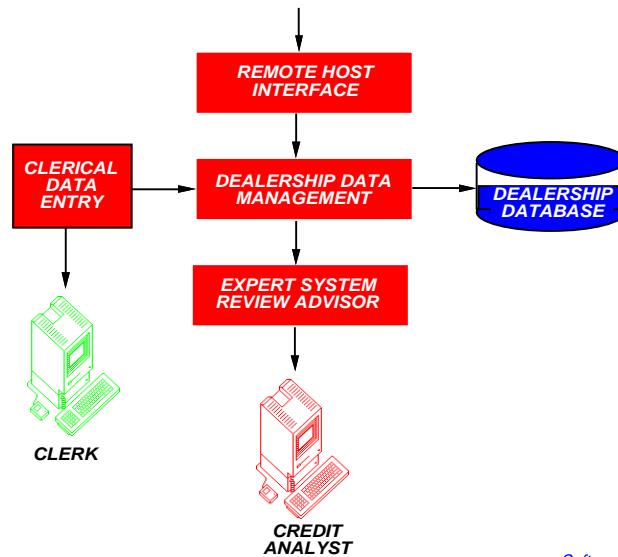 REMOTE HOST
INTERFACE
CLERICAL
DATA
ENTRY
DEALERSHIP DATA
MANAGEMENT
DEALERSHIP
DATABASE
EXPERT SYSTEM
REVIEW ADVISOR
CLERK
CREDIT
ANALYST